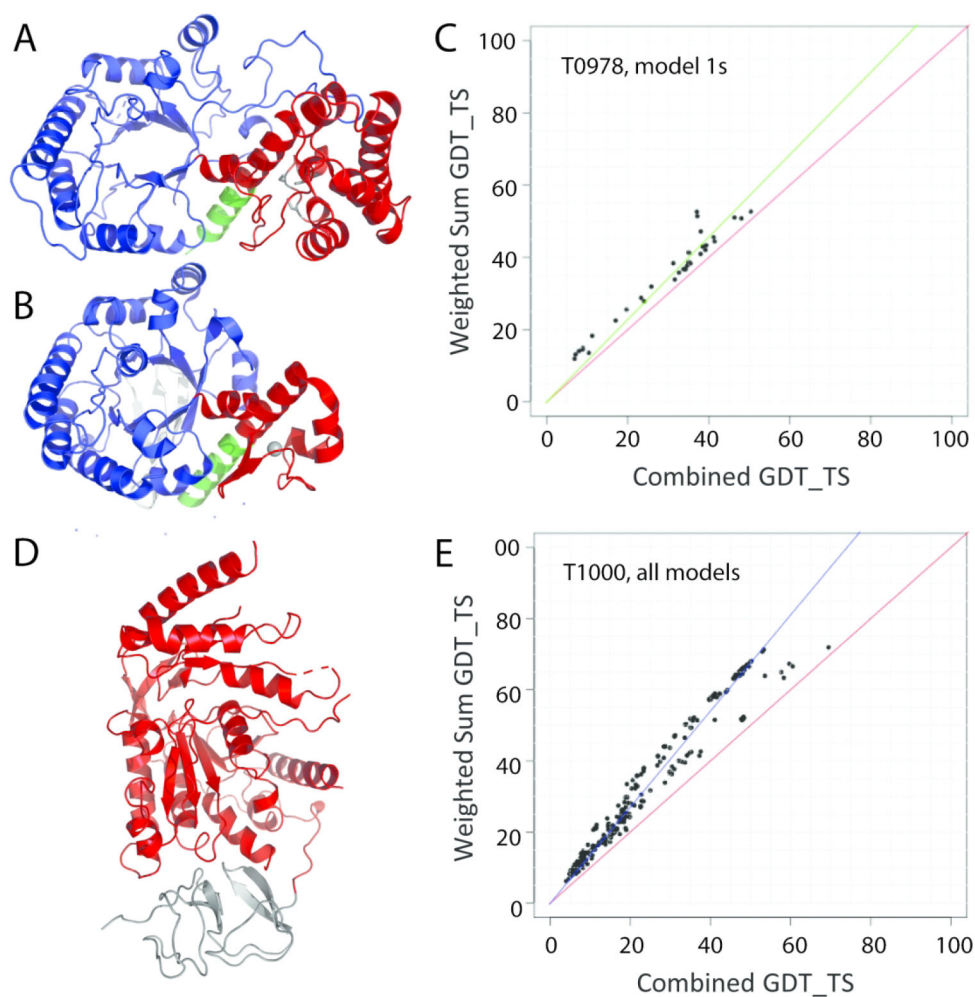 A
B
C
T0978, model 1s
Weighted Sum GDT_TS
100
80
60
40
20
0
0 20 40 60 80 100
Combined GDT_TS
D
E
T1000, all models
Weighted Sum GDT_TS
00
80
60
40
20
0
0 20 40 60 80 100
Combined GDT_TS